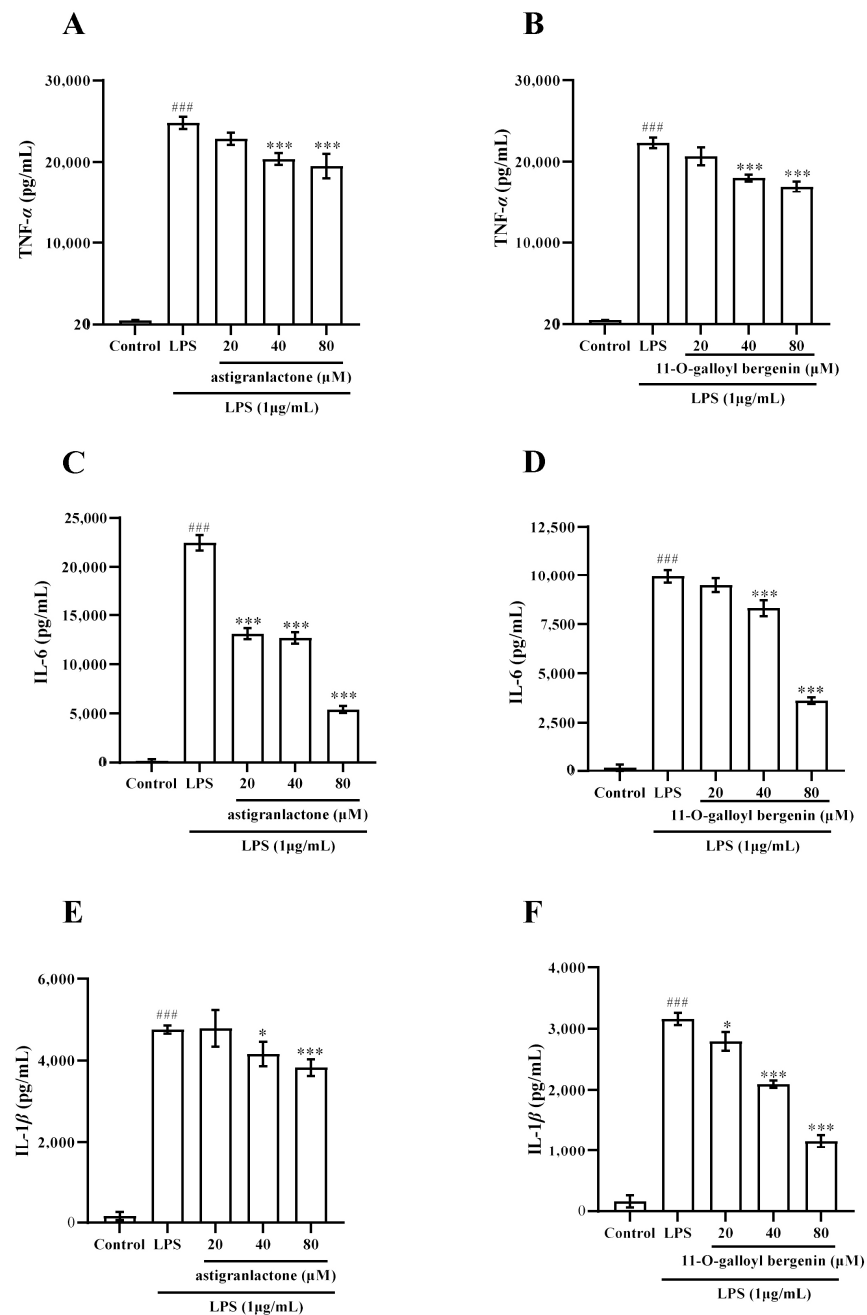 A
TNF-α (pg/mL)
30,000
20,000
10,000
20
###
***
***
Control LPS 20 40 80
astigranlactone (μM)
LPS (1μg/mL)
B
TNF-α (pg/mL)
30,000
20,000
10,000
20
###
***
***
Control LPS 20 40 80
11-O-galloyl bergenin (μM)
LPS (1μg/mL)
C
IL-6 (pg/mL)
25,000
20,000
15,000
10,000
5,000
0
###
***
***
***
Control LPS 20 40 80
astigranlactone (μM)
LPS (1μg/mL)
D
IL-6 (pg/mL)
12,500
10,000
7,500
5,000
2,500
0
###
***
***
Control LPS 20 40 80
11-O-galloyl bergenin (μM)
LPS (1μg/mL)
E
IL-1β (pg/mL)
6,000
4,000
2,000
0
###
*
***
Control LPS 20 40 80
astigranlactone (μM)
LPS (1μg/mL)
F
IL-1β (pg/mL)
4,000
3,000
2,000
1,000
0
###
*
***
***
Control LPS 20 40 80
11-O-galloyl bergenin (μM)
LPS (1μg/mL)